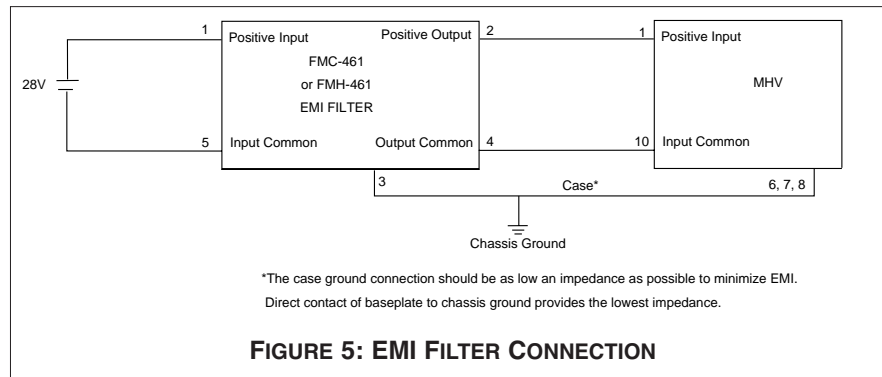 1
Positive Input
Positive Output
2
1
Positive Input
FMC-461
or FMH-461
EMI FILTER
28V
MHV
5
Input Common
Output Common
4
10
Input Common
3
Case*
6, 7, 8
Chassis Ground
*The case ground connection should be as low an impedance as possible to minimize EMI.
Direct contact of baseplate to chassis ground provides the lowest impedance.
FIGURE 5: EMI FILTER CONNECTION